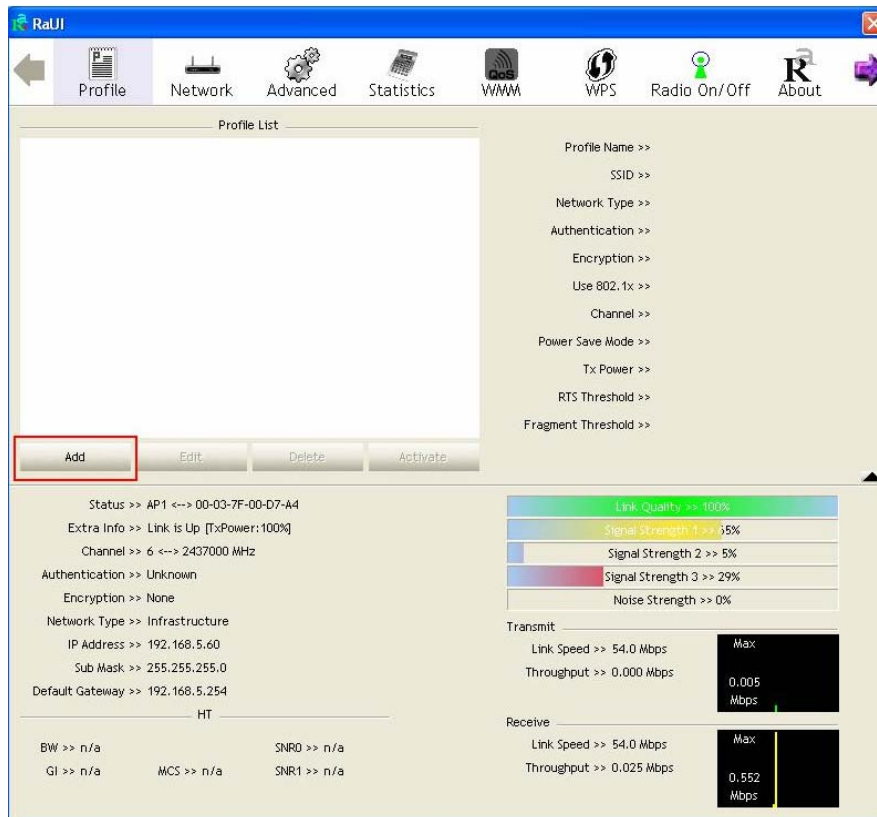 RaUI
Profile Network Advanced Statistics WMM WPS Radio On/Off About
Profile List
Profile Name >>
SSID >>
Network Type >>
Authentication >>
Encryption >>
Use 802.1x >>
Channel >>
Power Save Mode >>
Tx Power >>
RTS Threshold >>
Fragment Threshold >>
Add Edit Delete Activate
Status >> AP1 <--> 00-03-7F-00-D7-A4
Extra Info >> Link is Up [TxPower:100%]
Channel >> 6 <--> 2437000 MHz
Authentication >> Unknown
Encryption >> None
Network Type >> Infrastructure
IP Address >> 192.168.5.60
Sub Mask >> 255.255.255.0
Default Gateway >> 192.168.5.254
HT
BW >> n/a SNR0 >> n/a
GI >> n/a MCS >> n/a SNR1 >> n/a
Link Quality >> 100%
Signal Strength 1 >> 65%
Signal Strength 2 >> 5%
Signal Strength 3 >> 29%
Noise Strength >> 0%
Transmit
Link Speed >> 54.0 Mbps
Throughput >> 0.000 Mbps
Max
0.005
Mbps
Receive
Link Speed >> 54.0 Mbps
Throughput >> 0.025 Mbps
Max
0.552
Mbps